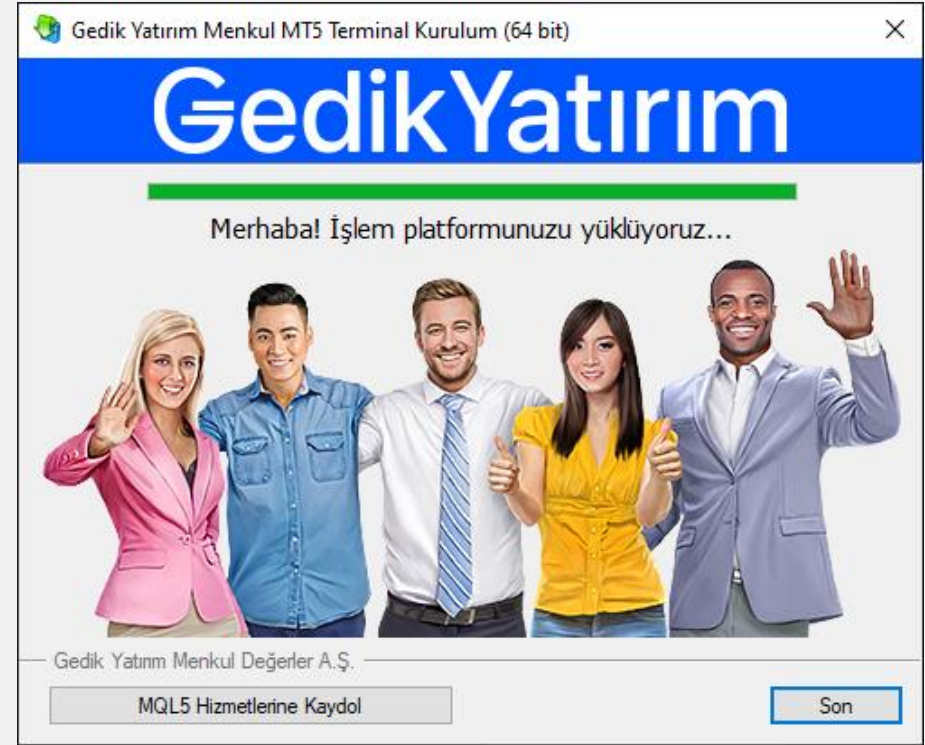 Gedik Yatırım Menkul MT5 Terminal Kurulum (64 bit)
GedikYatırım
Merhaba! İşlem platformunuzu yüklüyoruz...
Gedik Yatırım Menkul Değerler A.Ş.
MQL5 Hizmetlerine Kaydol
Son